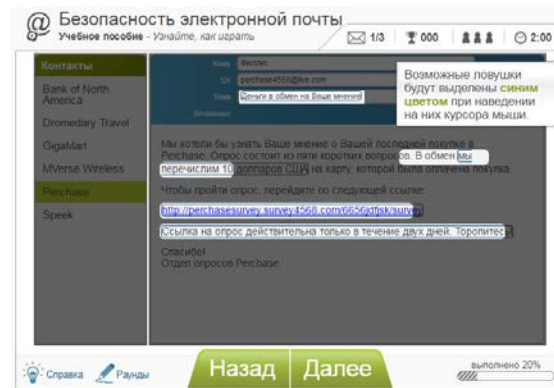 Безопасность электронной почты
Учебное пособие - Узнайте, как играть
1/3
000
2:00
Контакты
Bank of North
America
Dromedary Travel
GigaMart
MVerse Wireless
Perchase
Speek
Кому
Феллис
От
perchase4568@live.com
Тема
Деньги в обмен на Ваше мнение
Вложение
Возможные ловушки
будут выделены синим
цветом при наведении
на них курсора мыши.
Мы хотели бы узнать Ваше мнение о Вашей последней покупке в
Perchase. Опрос состоит из пяти коротких вопросов. В обмен мы
перечислим 10 долларов США на карту, которой была оплачена покупка.
Чтобы пройти опрос, перейдите по следующей ссылке:
Ссылка на опрос действительна только в течение двух дней. Торопитесь
Спасибо!
Отдел опросов Perchase
Справка
Раунды
Назад
Далее
выполнено 20%